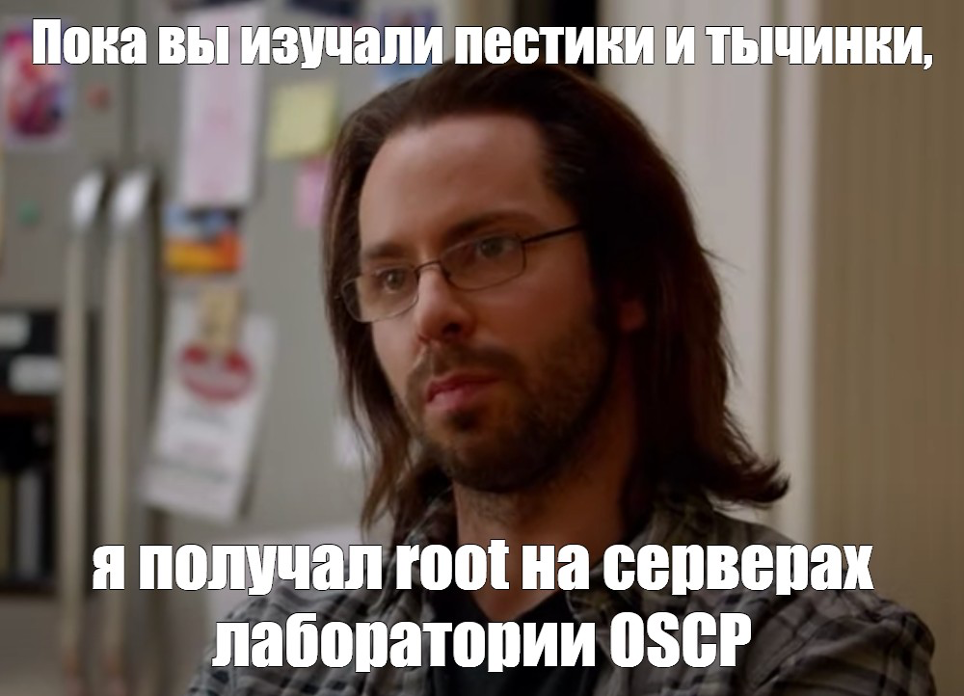 Пока вы изучали пестики и тычинки,
я получал root на серверах
лаборатории OSCP